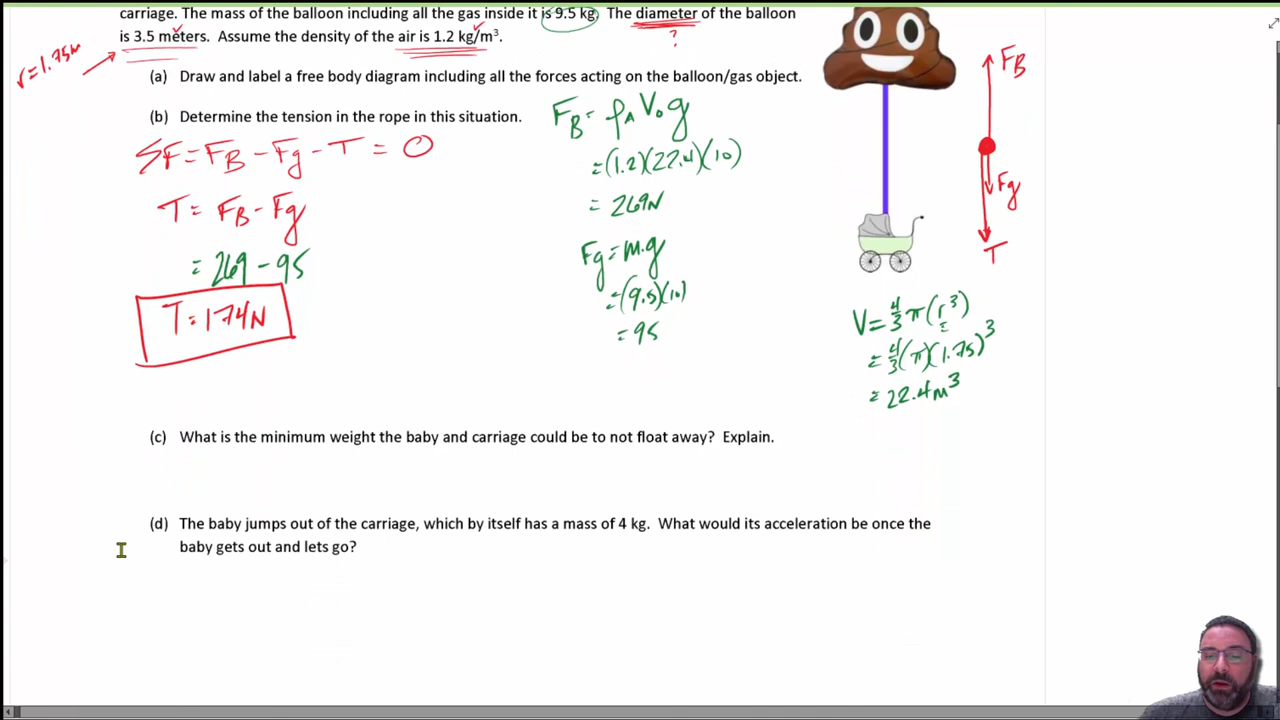 carriage. The mass of the balloon including all the gas inside it is 9.5 kg. The diameter of the balloon
is 3.5 meters. Assume the density of the air is 1.2 kg/m³.
?
r=1.75m
(a) Draw and label a free body diagram including all the forces acting on the balloon/gas object.
(b) Determine the tension in the rope in this situation.
ΣF = FB - Fg - T = 0
T = FB - Fg
= 269 - 95
T = 174N
FB = ρA V0 g
= (1.2)(22.4)(10)
= 269N
Fg = m·g
= (9.5)(10)
= 95
FB
Fg
T
V = 4/3 π(r³)
= 4/3 (π)(1.75)³
= 22.4m³
(c) What is the minimum weight the baby and carriage could be to not float away? Explain.
(d) The baby jumps out of the carriage, which by itself has a mass of 4 kg. What would its acceleration be once the
baby gets out and lets go?